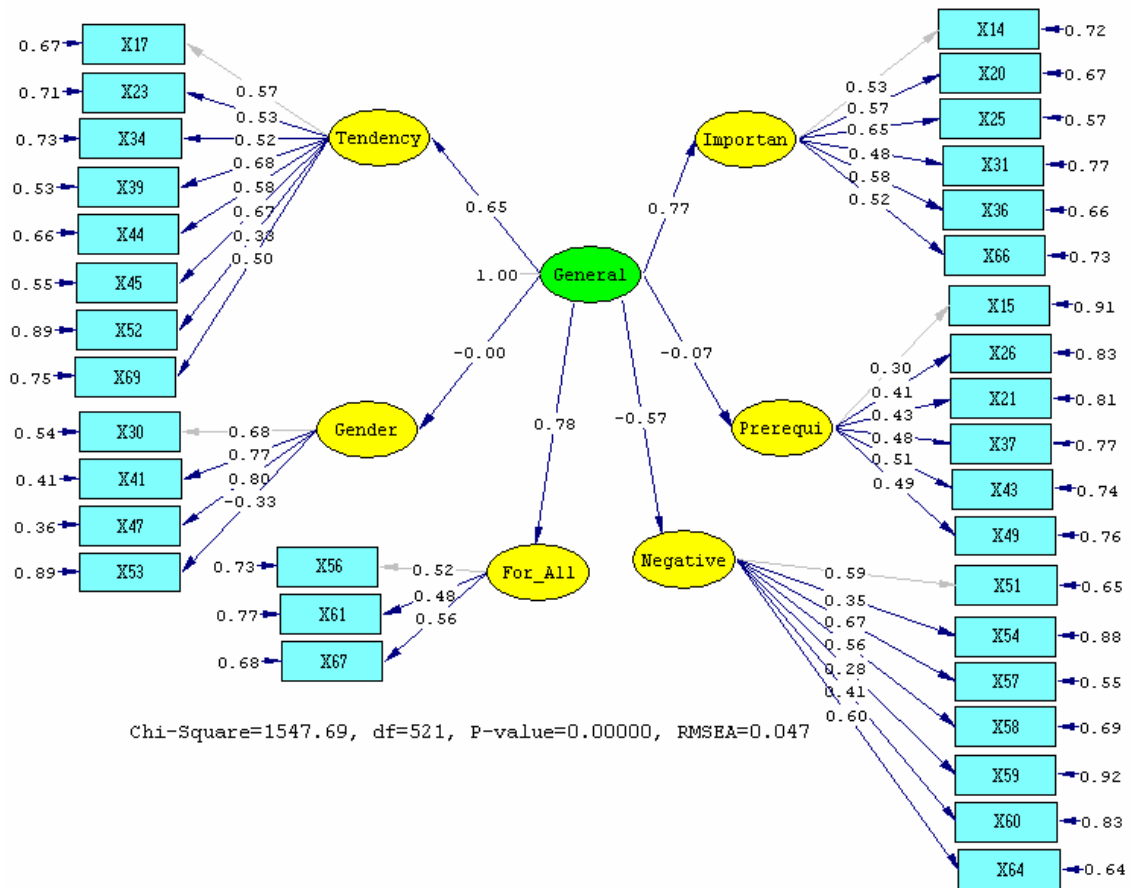 0.67 X17
0.71 X23
0.73 X34
0.53 X39
0.66 X44
0.55 X45
0.89 X52
0.75 X69
0.57
0.53
0.52
0.68
0.58
0.67
0.38
0.50
Tendency
0.65
0.54 X30
0.41 X41
0.36 X47
0.89 X53
0.68
0.77
0.80
-0.33
Gender
-0.00
1.00 General
0.77
Importan
0.53
0.57
0.65
0.48
0.58
0.52
X14 0.72
X20 0.67
X25 0.57
X31 0.77
X36 0.66
X66 0.73
-0.07
Prerequi
0.30
0.41
0.43
0.48
0.51
0.49
X15 0.91
X26 0.83
X21 0.81
X37 0.77
X43 0.74
X49 0.76
0.78
For_All
0.52
0.48
0.56
0.73 X56
0.77 X61
0.68 X67
-0.57
Negative
0.59
0.35
0.67
0.56
0.28
0.41
0.60
X51 0.65
X54 0.88
X57 0.55
X58 0.69
X59 0.92
X60 0.83
X64 0.64
Chi-Square=1547.69, df=521, P-value=0.00000, RMSEA=0.047